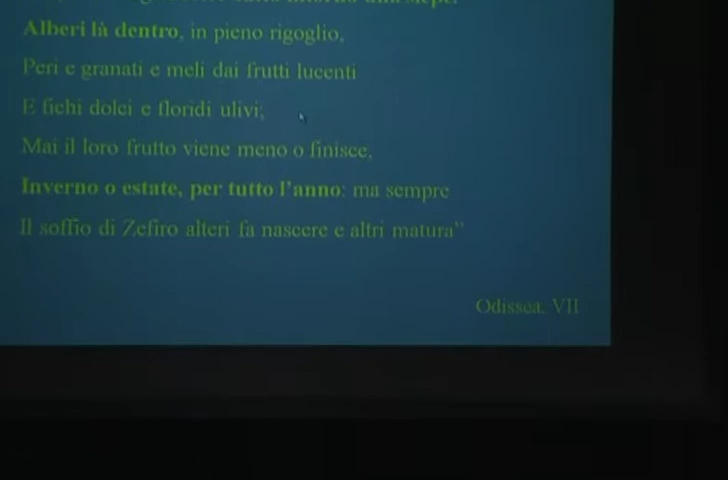 Alberi là dentro, in pieno rigoglio,
Peri e granati e meli dai frutti lucenti
E fichi dolci e floridi ulivi;
Mai il loro frutto viene meno o finisce,
Inverno o estate, per tutto l'anno: ma sempre
Il soffio di Zefiro alteri fa nascere e altri matura”
Odissea, VII